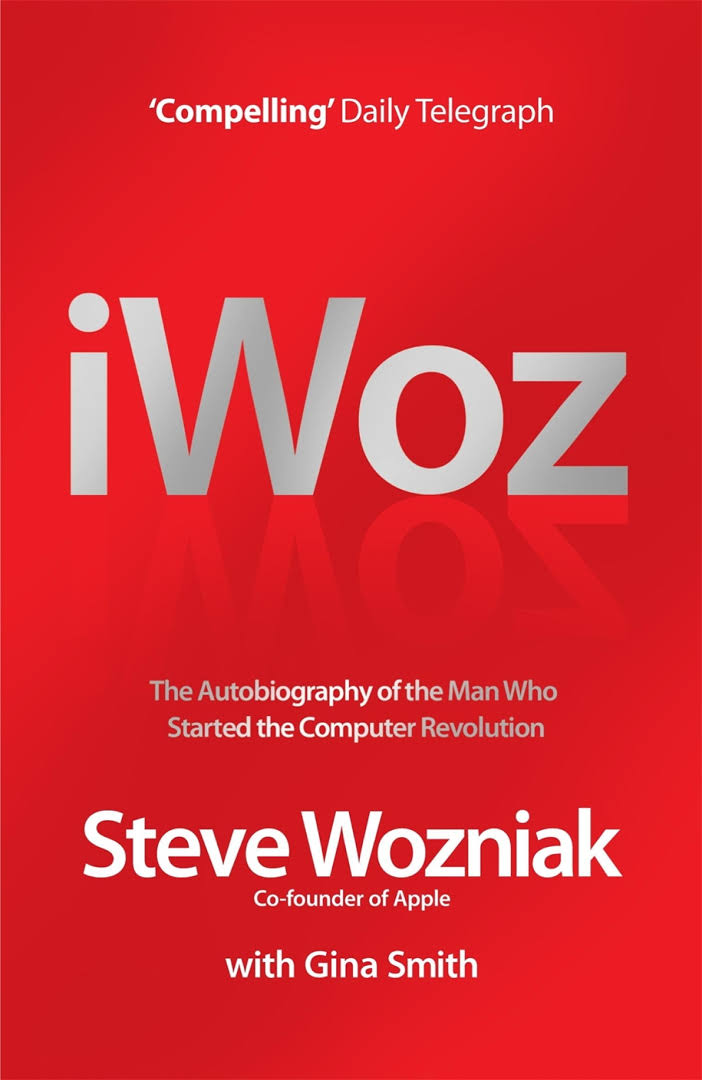 ‘Compelling’ Daily Telegraph
iWoz
The Autobiography of the Man Who
Started the Computer Revolution
Steve Wozniak
Co-founder of Apple
with Gina Smith